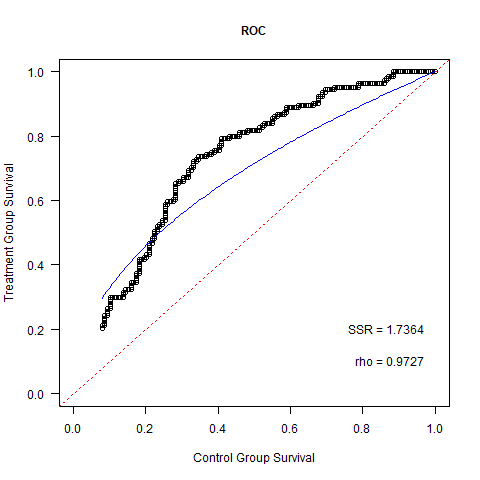 ROC
Treatment Group Survival
1.0
0.8
0.6
0.4
0.2
0.0
SSR = 1.7364
rho = 0.9727
0.0 0.2 0.4 0.6 0.8 1.0
Control Group Survival